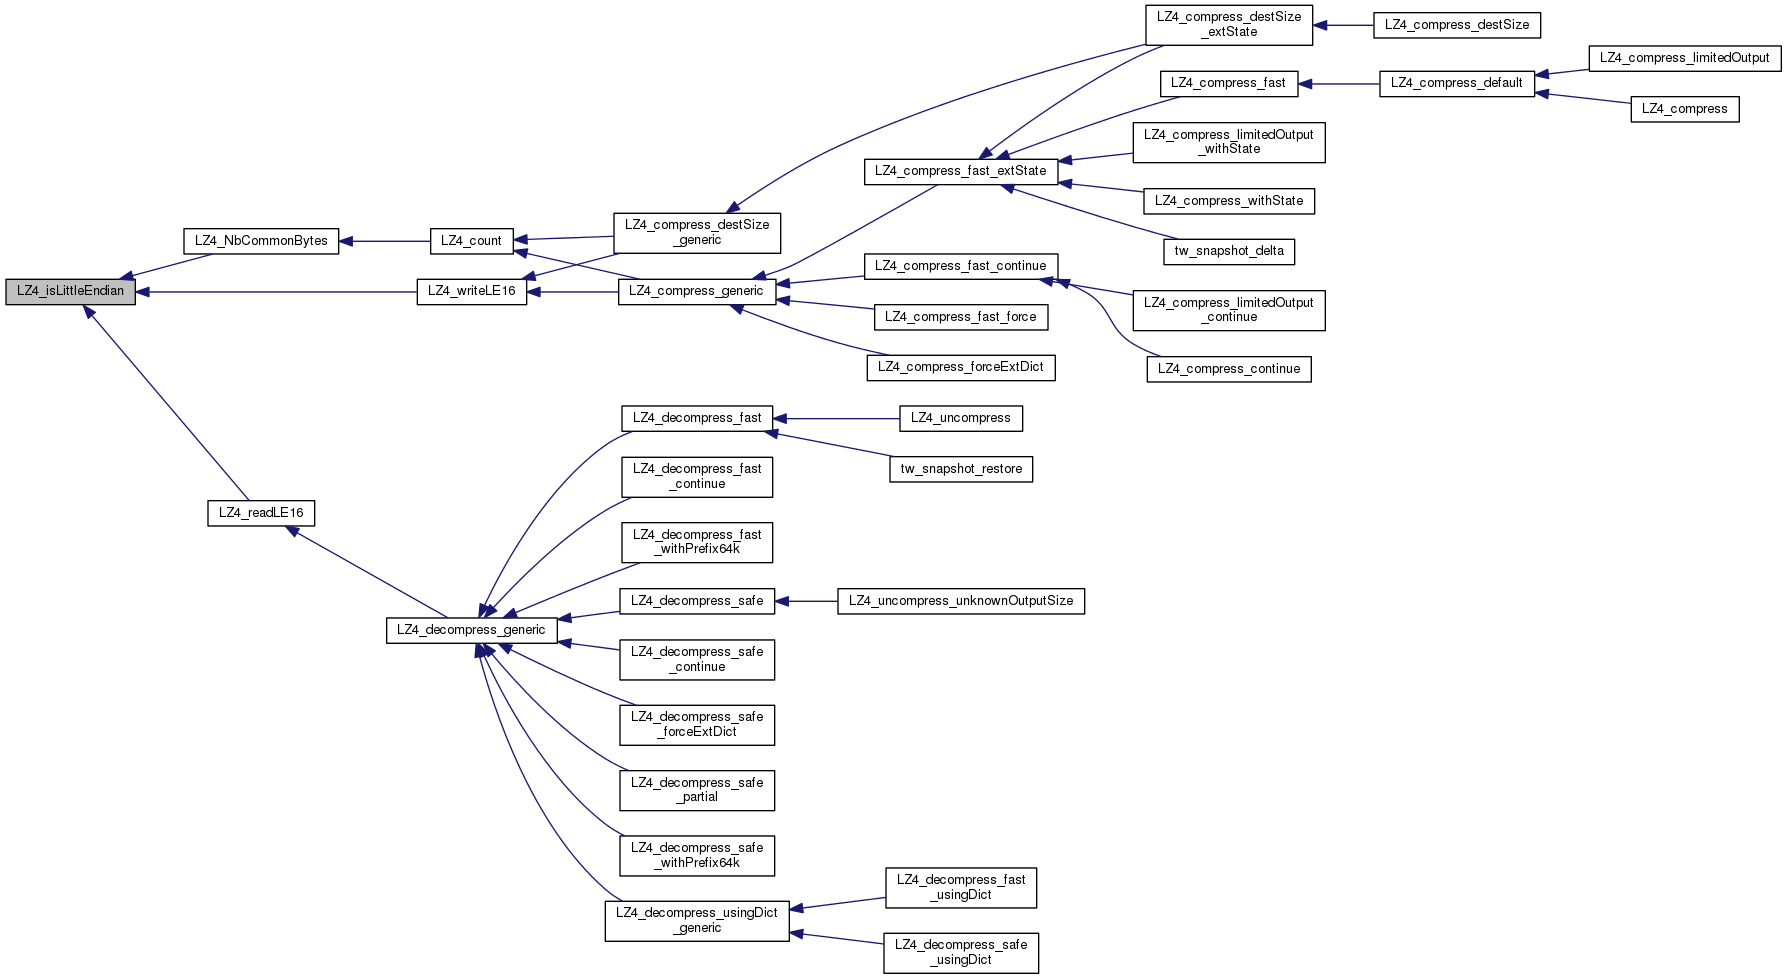 LZ4_compress_destSize
_extState
LZ4_compress_destSize
LZ4_compress_limitedOutput
LZ4_compress_fast
LZ4_compress_default
LZ4_compress
LZ4_compress_limitedOutput
_withState
LZ4_compress_fast_extState
LZ4_compress_withState
LZ4_compress_destSize
_generic
LZ4_NbCommonBytes
LZ4_count
tw_snapshot_delta
LZ4_compress_fast_continue
LZ4_isLittleEndian
LZ4_writeLE16
LZ4_compress_generic
LZ4_compress_limitedOutput
_continue
LZ4_compress_fast_force
LZ4_compress_forceExtDict
LZ4_compress_continue
LZ4_decompress_fast
LZ4_uncompress
LZ4_decompress_fast
_continue
tw_snapshot_restore
LZ4_readLE16
LZ4_decompress_fast
_withPrefix64k
LZ4_decompress_safe
LZ4_uncompress_unknownOutputSize
LZ4_decompress_generic
LZ4_decompress_safe
_continue
LZ4_decompress_safe
_forceExtDict
LZ4_decompress_safe
_partial
LZ4_decompress_safe
_withPrefix64k
LZ4_decompress_fast
_usingDict
LZ4_decompress_usingDict
_generic
LZ4_decompress_safe
_usingDict